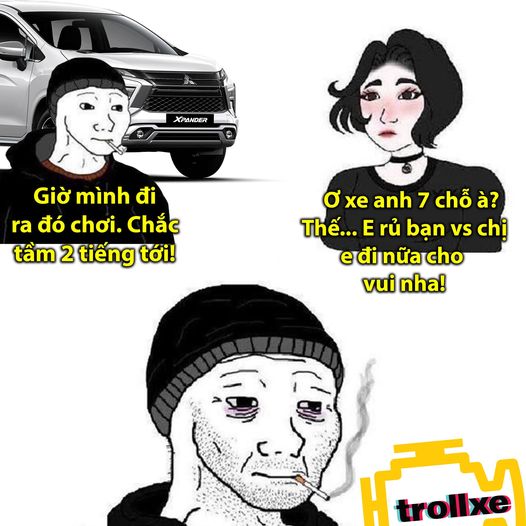 XPANDER
Giờ mình đi
ra đó chơi. Chắc
tầm 2 tiếng tới!
Ơ xe anh 7 chỗ à?
Thế... E rủ bạn vs chị
e đi nữa cho
vui nha!
trollxe